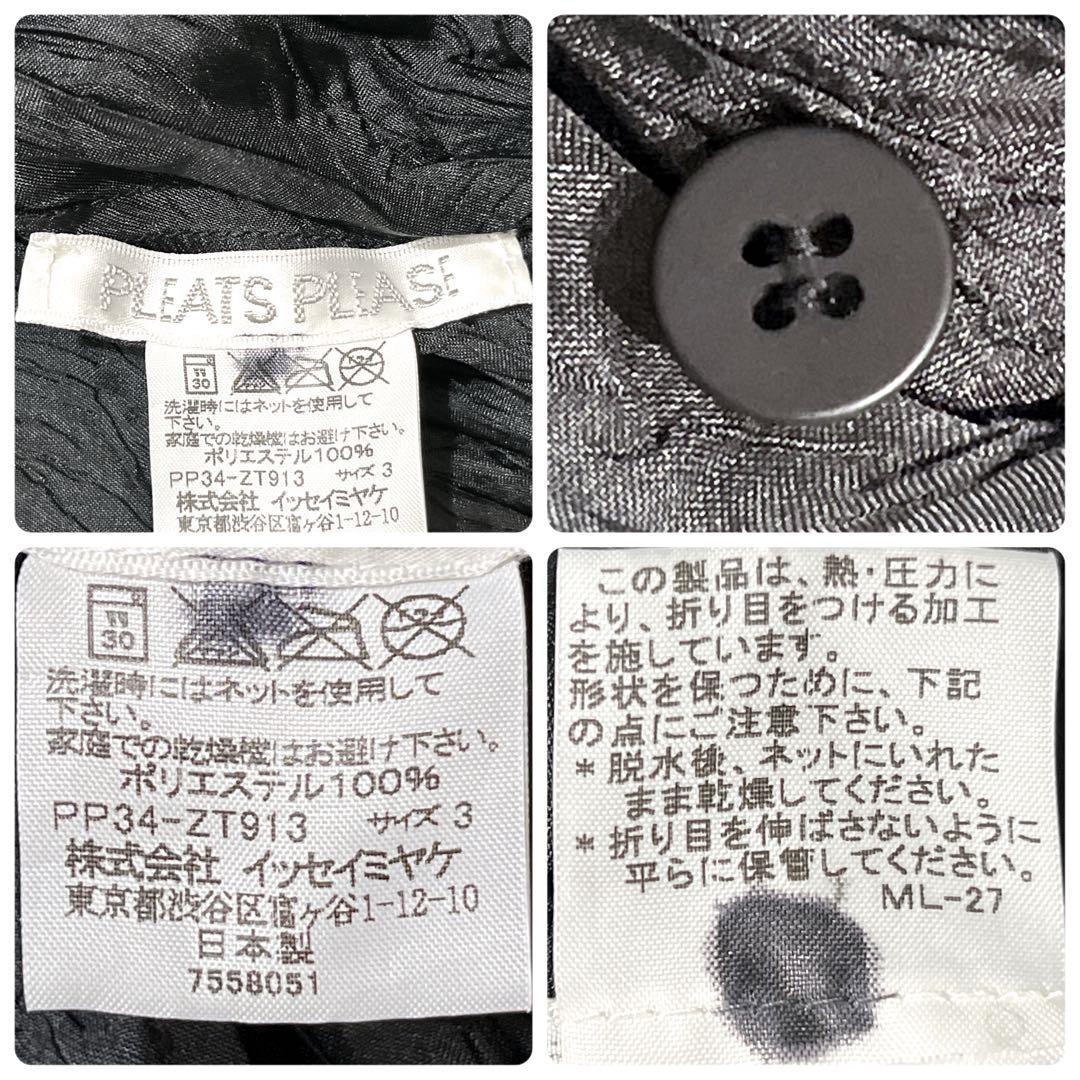 PLEATS PLEASE
30
洗濯時にはネットを使用して
下さい。
家庭での乾燥機はお避け下さい。
ポリエステル100%
PP34-ZT913 サイズ 3
株式会社 イッセイミヤケ
東京都渋谷区富ヶ谷1-12-10
30
洗濯時にはネットを使用して
下さい。
家庭での乾燥機はお避け下さい。
ポリエステル100%
PP34-ZT913 サイズ 3
株式会社 イッセイミヤケ
東京都渋谷区富ヶ谷1-12-10
日本製
7558051
この製品は、熱・圧力に
より、折り目をつける加工
を施しています。
形状を保つために、下記
の点にご注意下さい。
* 脱水後、ネットにいれた
まま乾燥してください。
* 折り目を伸ばさないように
平らに保管してください。
ML-27